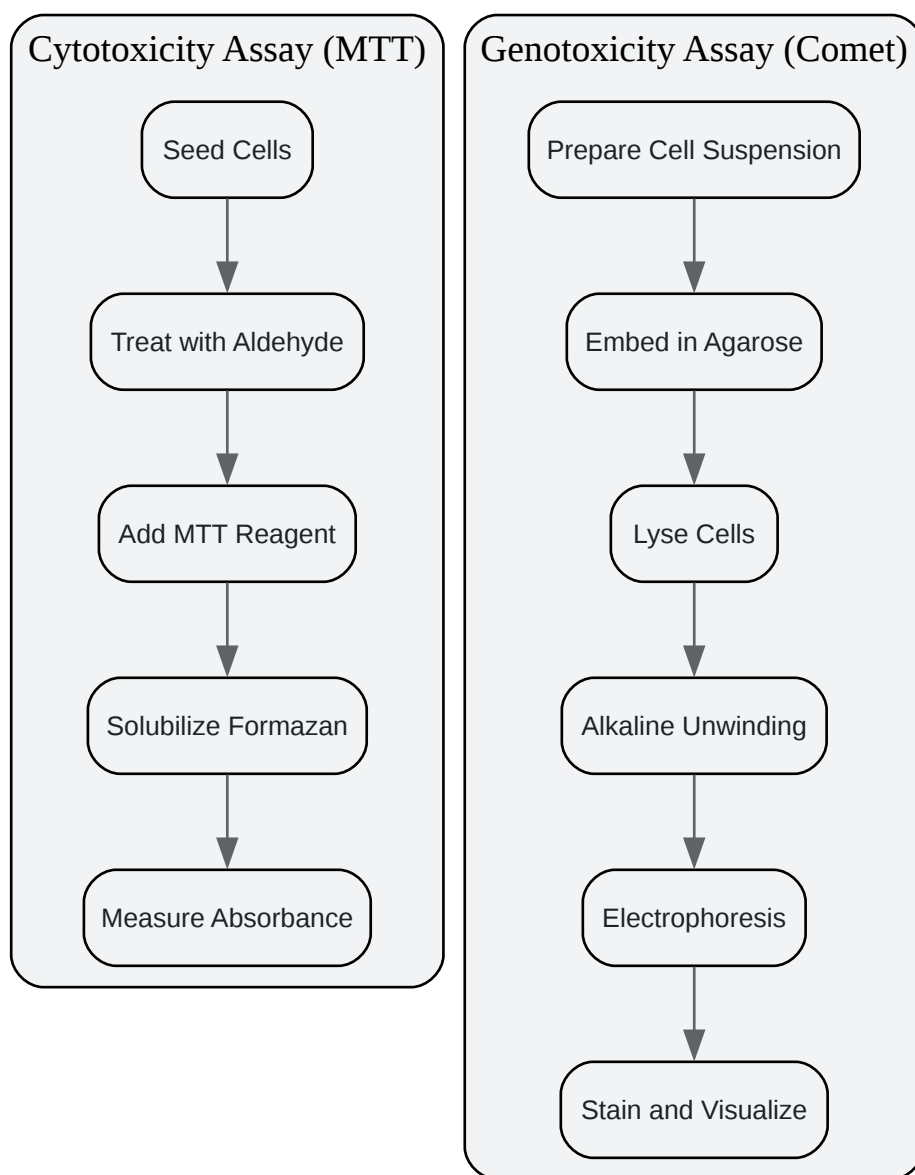 Cytotoxicity Assay (MTT)
Seed Cells
Treat with Aldehyde
Add MTT Reagent
Solubilize Formazan
Measure Absorbance
Genotoxicity Assay (Comet)
Prepare Cell Suspension
Embed in Agarose
Lyse Cells
Alkaline Unwinding
Electrophoresis
Stain and Visualize